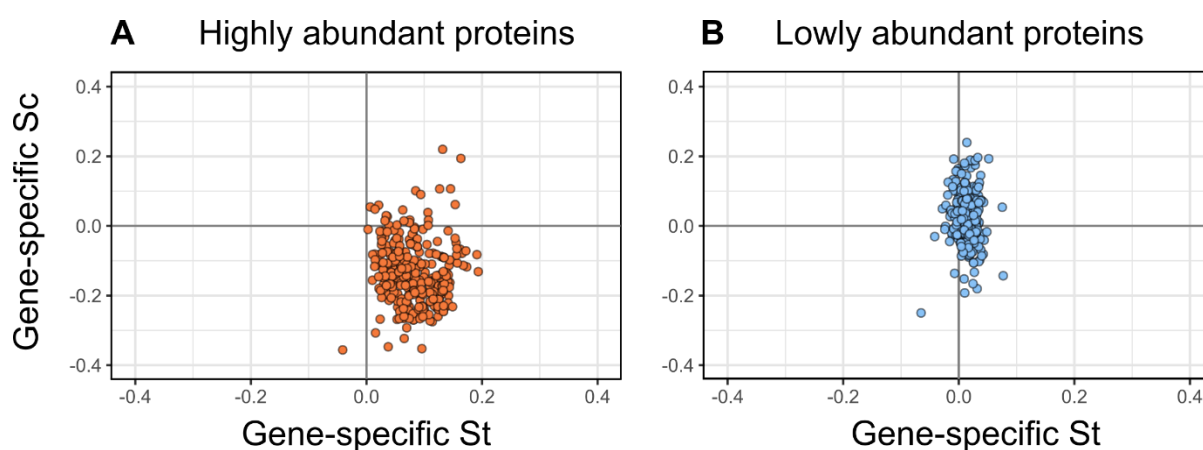 A Highly abundant proteins
B Lowly abundant proteins
Gene-specific Sc
0.4
0.2
0.0
-0.2
-0.4
-0.4 -0.2 0.0 0.2 0.4
Gene-specific St
0.4
0.2
0.0
-0.2
-0.4
-0.4 -0.2 0.0 0.2 0.4
Gene-specific St